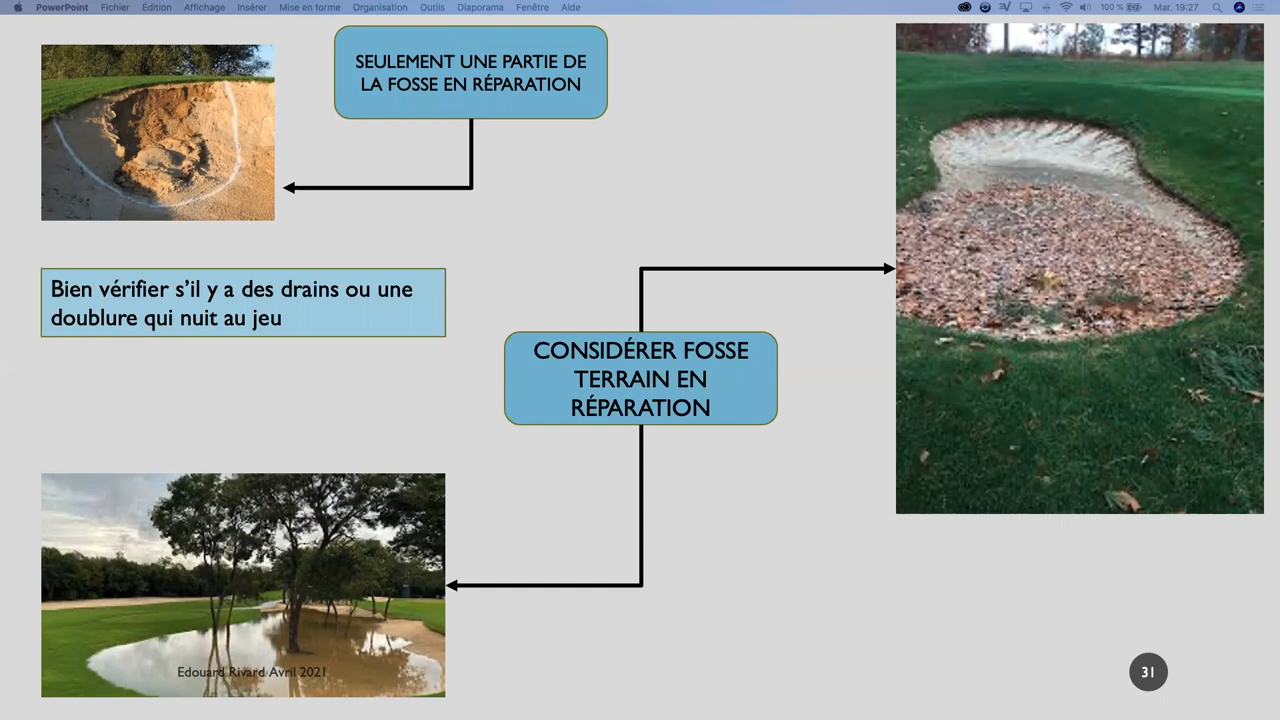 PowerPoint Fichier Édition Affichage Insérer Mise en forme Organisation Outils Diaporama Fenêtre Aide 100 % Mar. 19:27
SEULEMENT UNE PARTIE DE
LA FOSSE EN RÉPARATION
Bien vérifier s'il y a des drains ou une
doublure qui nuit au jeu
CONSIDÉRER FOSSE
TERRAIN EN
RÉPARATION
Edouard Rivard Avril 2021
31